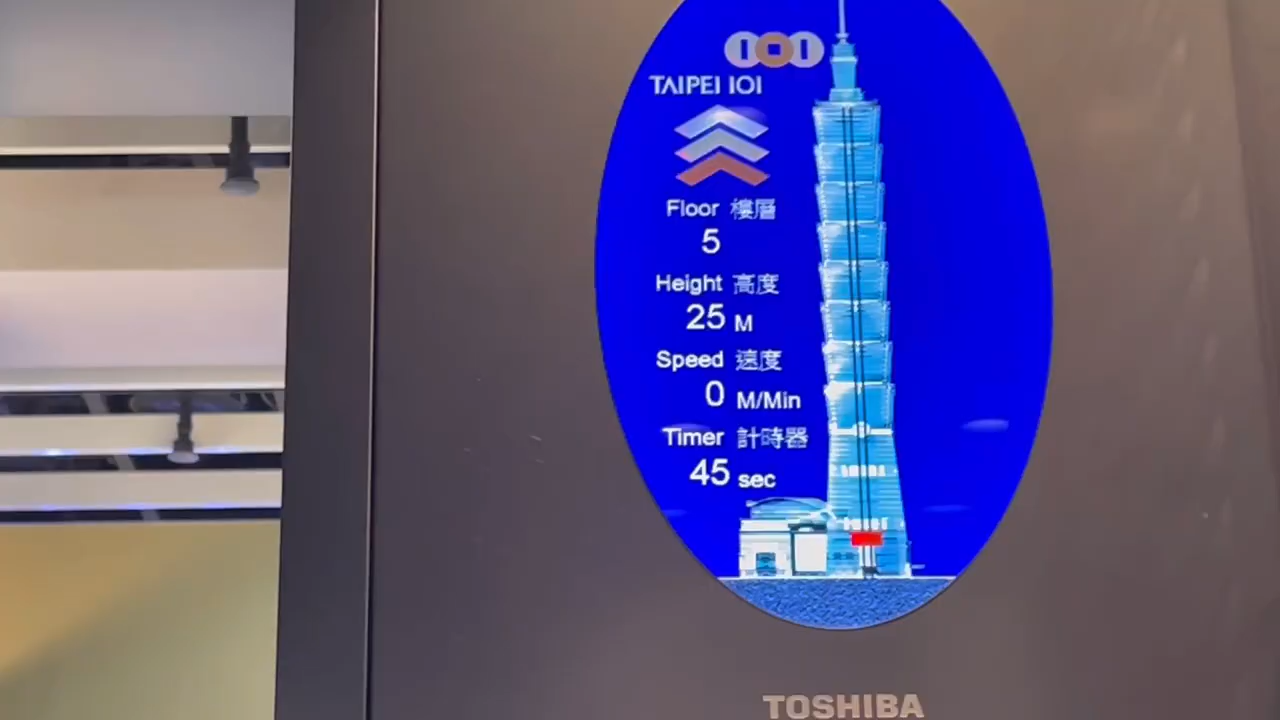 TAIPEI 101
Floor 樓層
5
Height 高度
25 M
Speed 速度
0 M/Min
Timer 計時器
45 sec
TOSHIBA